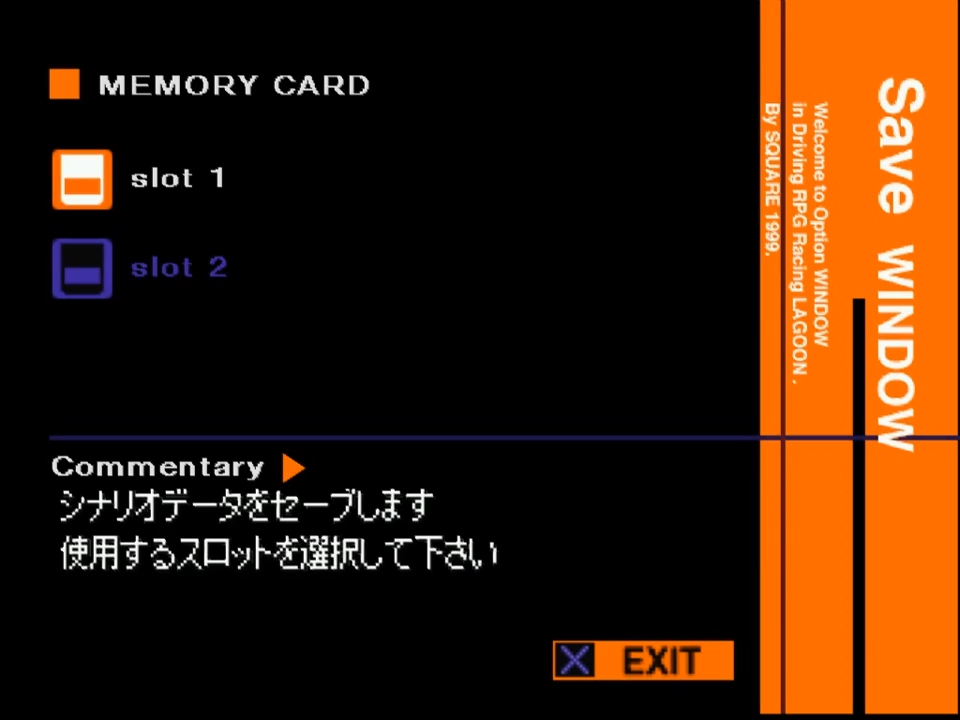 MEMORY CARD
slot 1
slot 2
Commentary
シナリオデータをセーブします
使用するスロットを選択して下さい
EXIT
Save WINDOW
Welcome to Option WINDOW
in Driving RPG Racing LAGOON .
By SQUARE 1999.